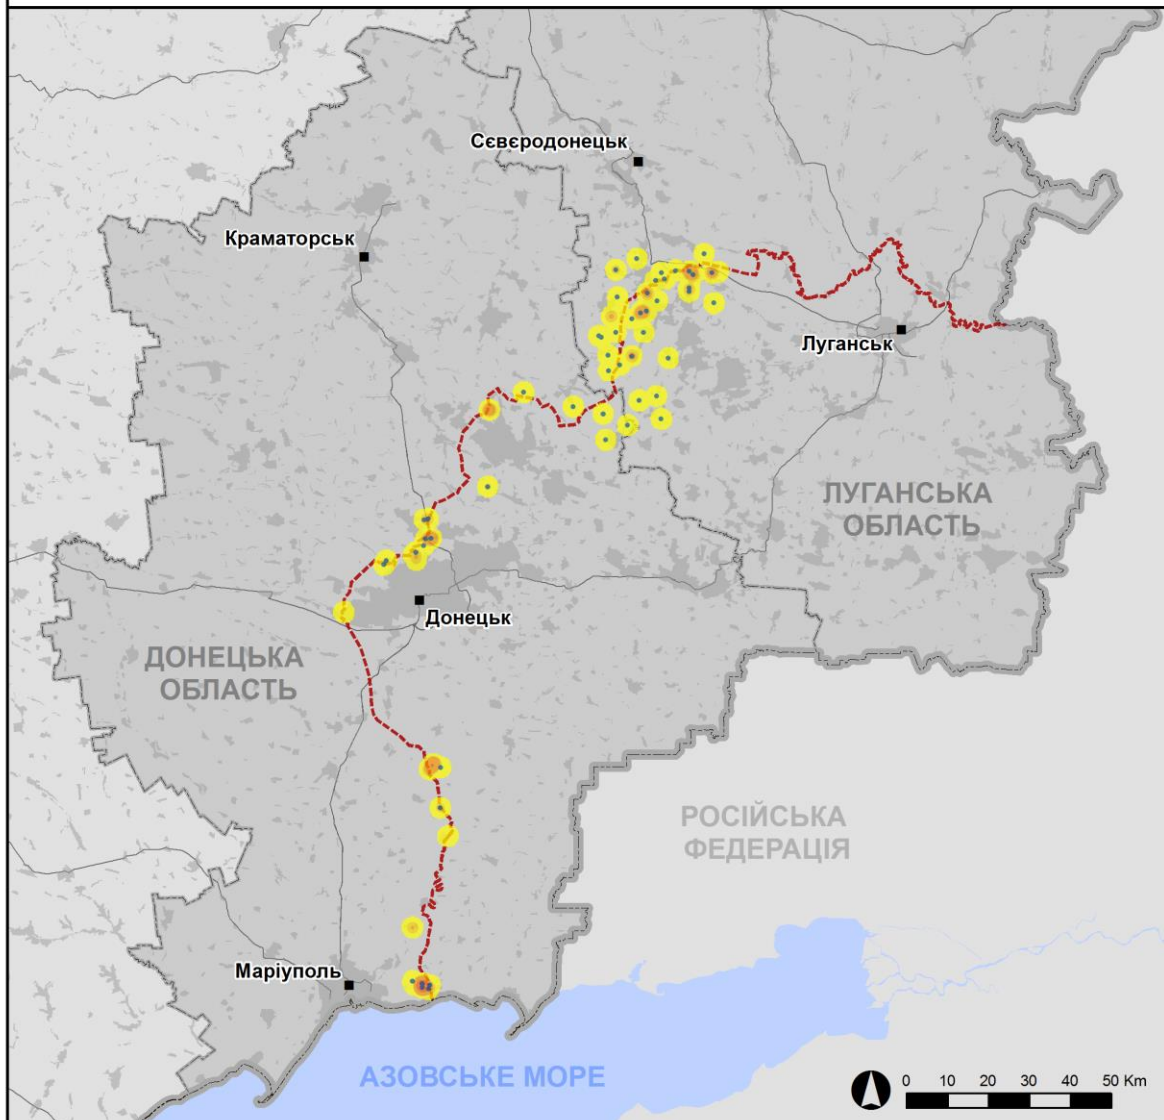 Сєвєродонецьк
Краматорськ
Луганськ
ЛУГАНСЬКА
ОБЛАСТЬ
Донецьк
ДОНЕЦЬКА
ОБЛАСТЬ
РОСІЙСЬКА
ФЕДЕРАЦІЯ
Маріуполь
АЗОВСЬКЕ МОРЕ
0 10 20 30 40 50 Km